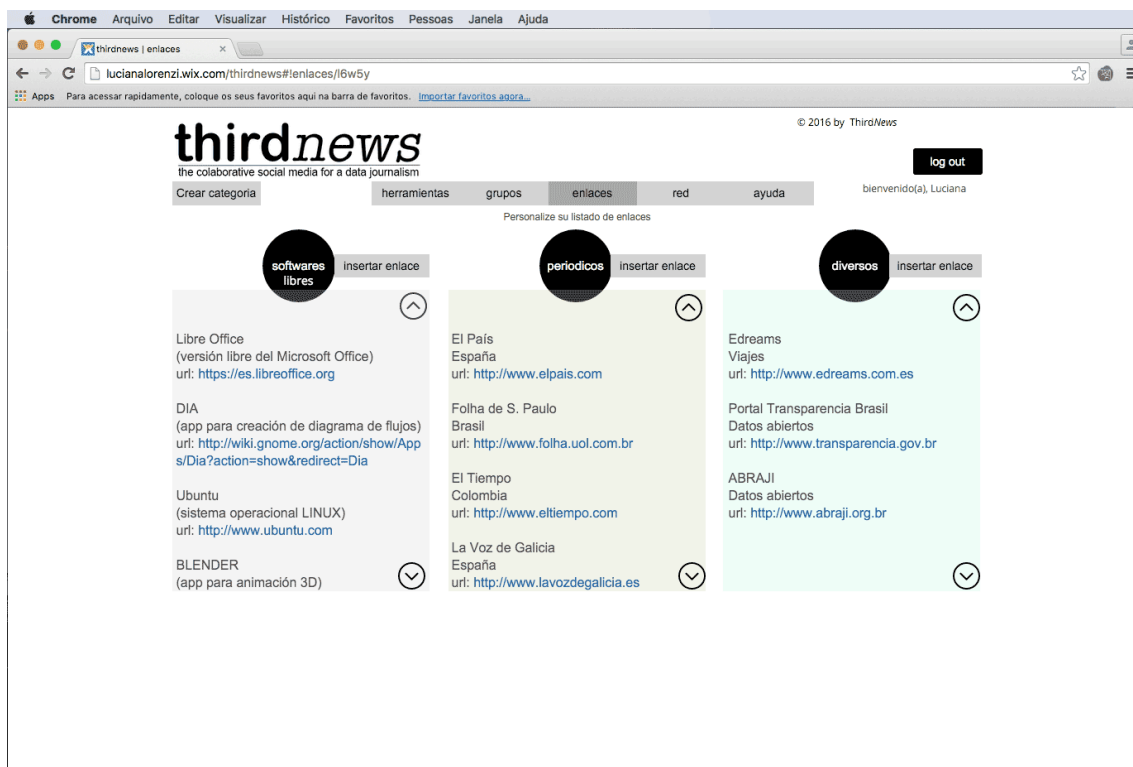 Chrome Arquivo Editar Visualizar Histórico Favoritos Pessoas Janela Ajuda
thirdnews | enlaces ×
lucianalorenzi.wix.com/thirdnews#!enlaces/l6w5y
Apps Para acessar rapidamente, coloque os seus favoritos aqui na barra de favoritos. Importar favoritos agora...
© 2016 by ThirdNews
thirdnews
the colaborative social media for a data journalism
log out
bienvenido(a), Luciana
Crear categoria herramientas grupos enlaces red ayuda
Personalize su listado de enlaces
softwares libres
insertar enlace
Libre Office
(versión libre del Microsoft Office)
url: https://es.libreoffice.org
DIA
(app para creación de diagrama de flujos)
url: http://wiki.gnome.org/action/show/App
s/Dia?action=show&redirect=Dia
Ubuntu
(sistema operacional LINUX)
url: http://www.ubuntu.com
BLENDER
(app para animación 3D)
periodicos
insertar enlace
El País
España
url: http://www.elpais.com
Folha de S. Paulo
Brasil
url: http://www.folha.uol.com.br
El Tiempo
Colombia
url: http://www.eltiempo.com
La Voz de Galicia
España
url: http://www.lavozdegalicia.es
diversos
insertar enlace
Edreams
Viajes
url: http://www.edreams.com.es
Portal Transparencia Brasil
Datos abiertos
url: http://www.transparencia.gov.br
ABRAJI
Datos abiertos
url: http://www.abraji.org.br